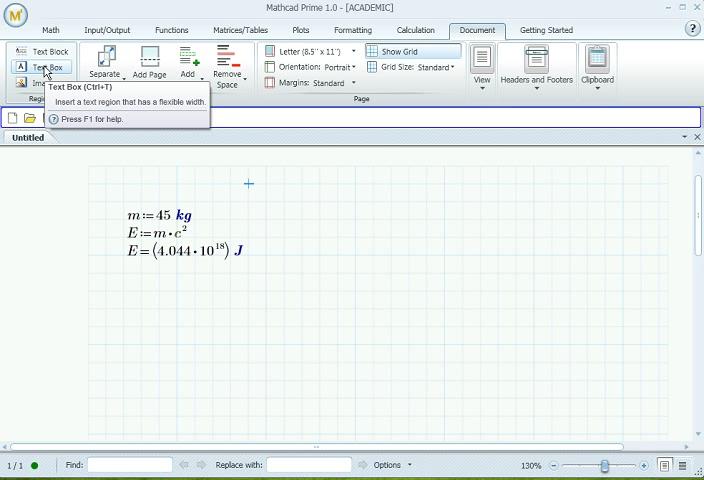 Mathcad Prime 1.0 - [ACADEMIC]
Math Input/Output Functions Matrices/Tables Plots Formatting Calculation Document Getting Started
Text Block
Text Box
Ima
Separate Add Page Add Remove Space
Letter (8.5" x 11") Show Grid
Orientation: Portrait Grid Size: Standard
Margins: Standard
View Headers and Footers Clipboard
Regi Page
Text Box (Ctrl+T)
Insert a text region that has a flexible width.
Press F1 for help.
Untitled
m:=45 kg
E:=m·c²
E=(4.044·10¹⁸) J
1 / 1 Find: Replace with: Options 130%